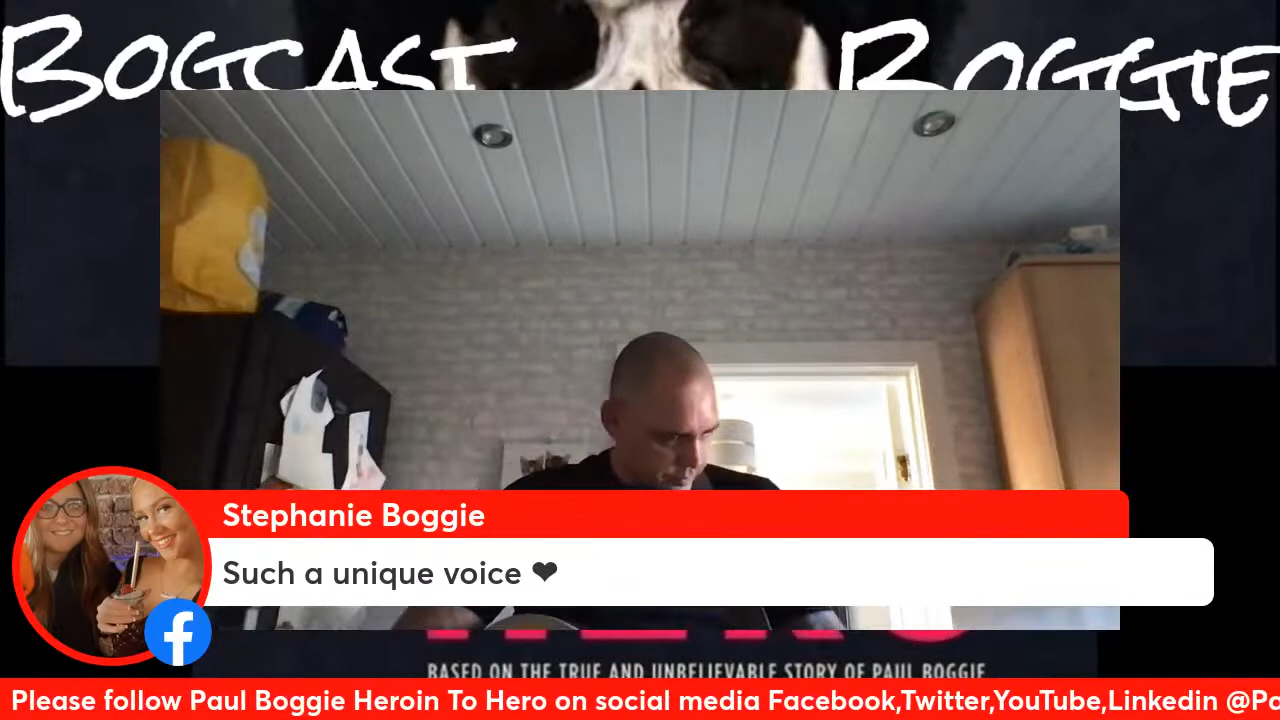 BOGCAST BOGGIE
Stephanie Boggie
Such a unique voice ❤
BASED ON THE TRUE AND UNBELIEVABLE STORY OF PAUL BOGGIE
Please follow Paul Boggie Heroin To Hero on social media Facebook,Twitter,YouTube,Linkedin